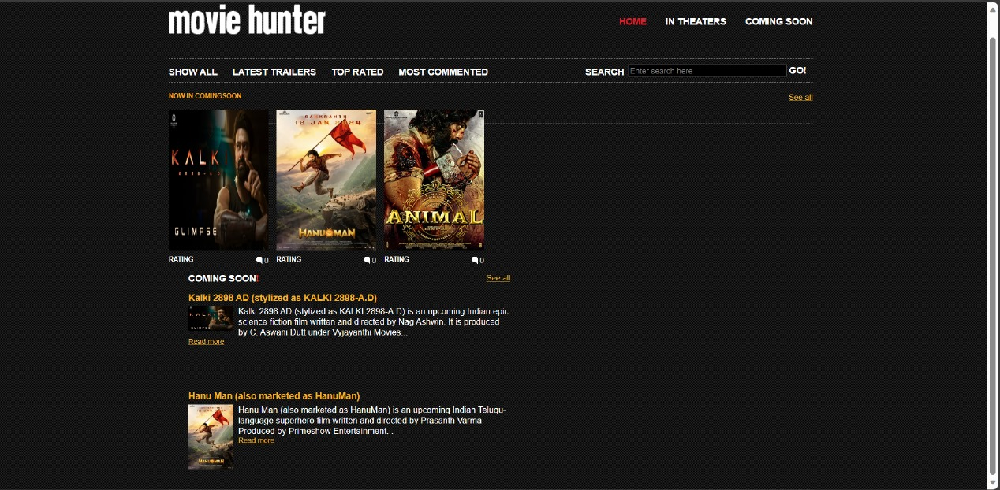 movie hunter
HOME IN THEATERS COMING SOON
SHOW ALL LATEST TRAILERS TOP RATED MOST COMMENTED
SEARCH Enter search here GO!
NOW IN COMINGSOON
See all
KALKI
2898-A.D
GLIMPSE
SANKRANTHI
12 JAN 2024
HANUMAN
ANIMAL
RATING 0
RATING 0
RATING 0
COMING SOON!
See all
Kalki 2898 AD (stylized as KALKI 2898-A.D)
Kalki 2898 AD (stylized as KALKI 2898-A.D) is an upcoming Indian epic
science fiction film written and directed by Nag Ashwin. It is produced
by C. Aswani Dutt under Vyjayanthi Movies...
Read more
Hanu Man (also marketed as HanuMan)
Hanu Man (also marketed as HanuMan) is an upcoming Indian Telugu-
language superhero film written and directed by Prasanth Varma.
Produced by Primeshow Entertainment...
Read more
HANUMAN